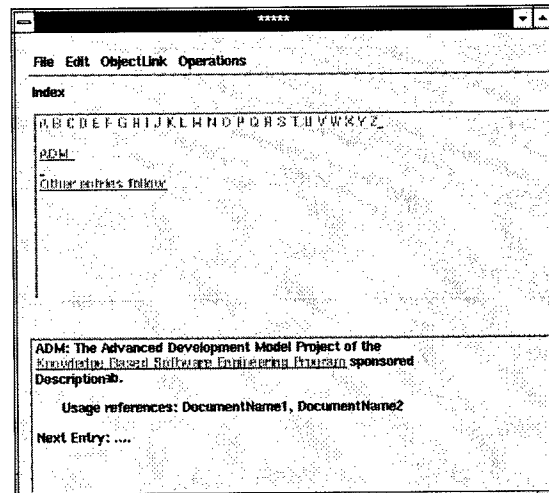 *****
File Edit ObjectLink Operations
Index
A B C D E F G H I J K L M N O P Q R S T U V W X Y Z
ADM
Other entries follow
ADM: The Advanced Development Model Project of the
Knowledge Based Software Engineering Program sponsored
Descriptionab.
Usage references: DocumentName1, DocumentName2
Next Entry: ....